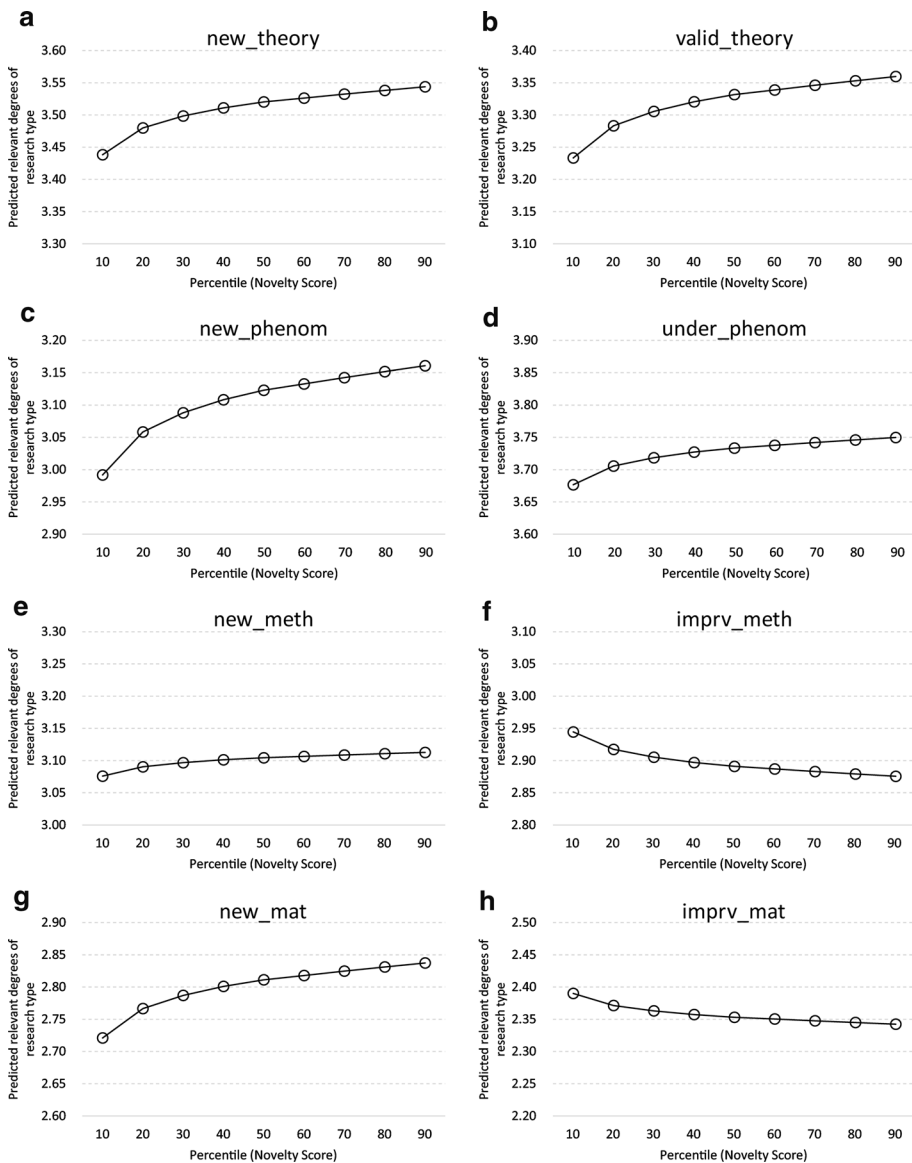 a
new_theory
Predicted relevant degrees of
research type
3.60
3.55
3.50
3.45
3.40
3.35
3.30
10 20 30 40 50 60 70 80 90
Percentile (Novelty Score)
b
valid_theory
Predicted relevant degrees of
research type
3.40
3.35
3.30
3.25
3.20
3.15
3.10
10 20 30 40 50 60 70 80 90
Percentile (Novelty Score)
c
new_phenom
Predicted relevant degrees of
research type
3.20
3.15
3.10
3.05
3.00
2.95
2.90
10 20 30 40 50 60 70 80 90
Percentile (Novelty Score)
d
under_phenom
Predicted relevant degrees of
research type
3.90
3.85
3.80
3.75
3.70
3.65
3.60
10 20 30 40 50 60 70 80 90
Percentile (Novelty Score)
e
new_meth
Predicted relevant degrees of
research type
3.30
3.25
3.20
3.15
3.10
3.05
3.00
10 20 30 40 50 60 70 80 90
Percentile (Novelty Score)
f
imprv_meth
Predicted relevant degrees of
research type
3.10
3.05
3.00
2.95
2.90
2.85
2.80
10 20 30 40 50 60 70 80 90
Percentile (Novelty Score)
g
new_mat
Predicted relevant degrees of
research type
2.90
2.85
2.80
2.75
2.70
2.65
2.60
10 20 30 40 50 60 70 80 90
Percentile (Novelty Score)
h
imprv_mat
Predicted relevant degrees of
research type
2.50
2.45
2.40
2.35
2.30
2.25
2.20
10 20 30 40 50 60 70 80 90
Percentile (Novelty Score)